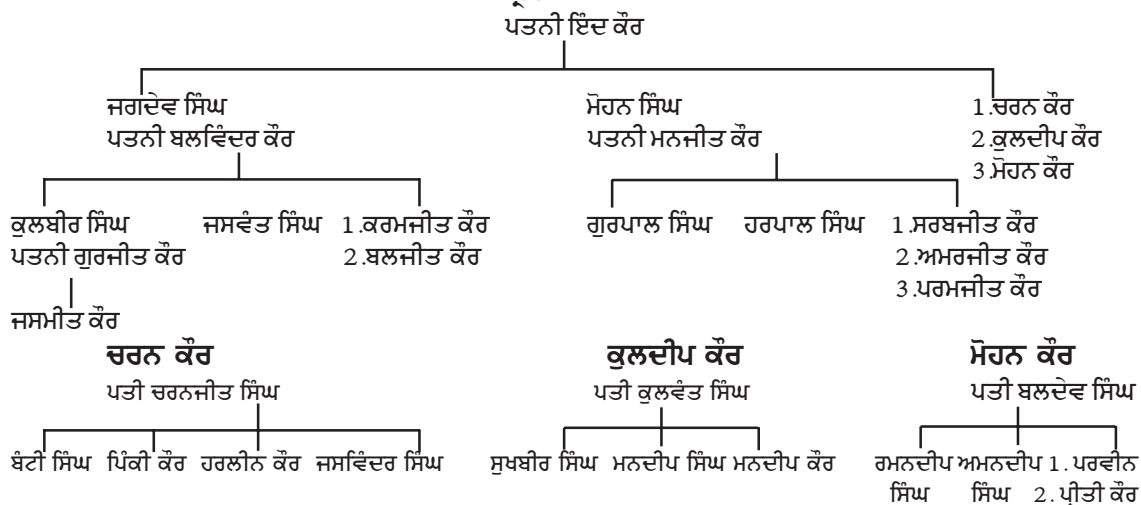 ਪਤਨੀ ਇੰਦ ਕੌਰ
ਜਗਦੇਵ ਸਿੰਘ ਮੋਹਨ ਸਿੰਘ 1.ਚਰਨ ਕੌਰ
ਪਤਨੀ ਬਲਵਿੰਦਰ ਕੌਰ ਪਤਨੀ ਮਨਜੀਤ ਕੌਰ 2.ਕੁਲਦੀਪ ਕੌਰ
3.ਮੋਹਨ ਕੌਰ
ਕੁਲਬੀਰ ਸਿੰਘ ਜਸਵੰਤ ਸਿੰਘ 1.ਕਰਮਜੀਤ ਕੌਰ ਗੁਰਪਾਲ ਸਿੰਘ ਹਰਪਾਲ ਸਿੰਘ 1.ਸਰਬਜੀਤ ਕੌਰ
ਪਤਨੀ ਗੁਰਜੀਤ ਕੌਰ 2.ਬਲਜੀਤ ਕੌਰ 2.ਅਮਰਜੀਤ ਕੌਰ
3.ਪਰਮਜੀਤ ਕੌਰ
ਜਸਮੀਤ ਕੌਰ
ਚਰਨ ਕੌਰ ਕੁਲਦੀਪ ਕੌਰ ਮੋਹਨ ਕੌਰ
ਪਤੀ ਚਰਨਜੀਤ ਸਿੰਘ ਪਤੀ ਕੁਲਵੰਤ ਸਿੰਘ ਪਤੀ ਬਲਦੇਵ ਸਿੰਘ
ਬੰਟੀ ਸਿੰਘ ਪਿੰਕੀ ਕੌਰ ਹਰਲੀਨ ਕੌਰ ਜਸਵਿੰਦਰ ਸਿੰਘ ਸੁਖਬੀਰ ਸਿੰਘ ਮਨਦੀਪ ਸਿੰਘ ਮਨਦੀਪ ਕੌਰ ਰਮਨਦੀਪ ਅਮਨਦੀਪ 1. ਪਰਵੀਨ
ਸਿੰਘ ਸਿੰਘ 2. ਪ੍ਰੀਤੀ ਕੌਰ